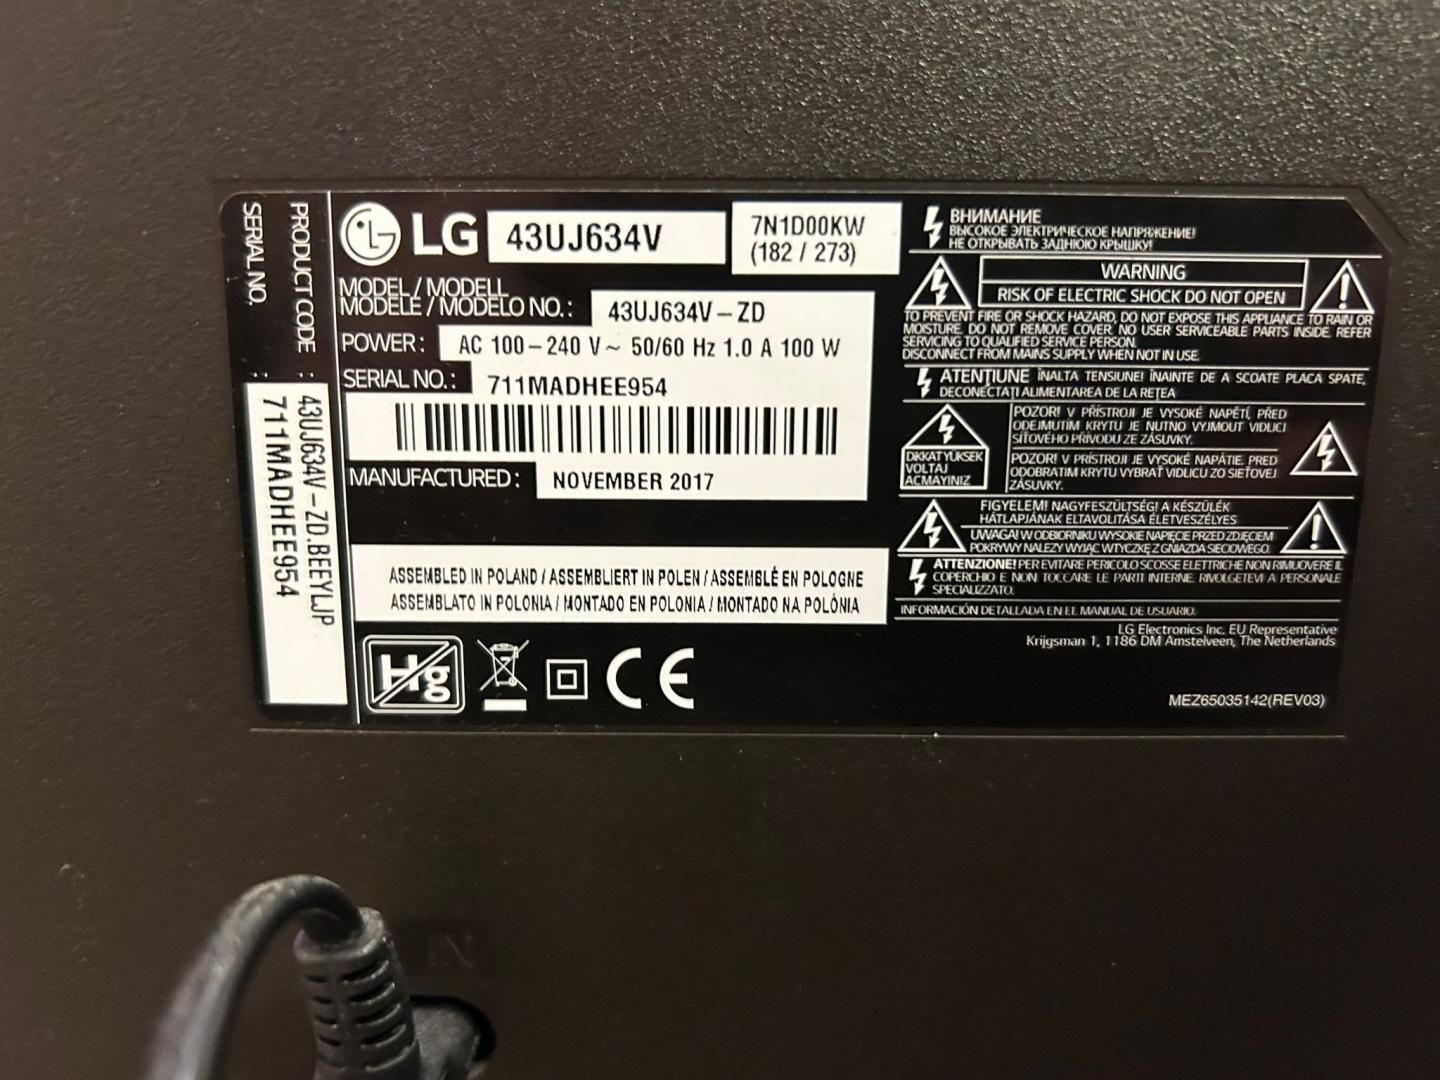 PRODUCT CODE : 43UJ634V-ZD.BEEYLJP
SERIAL NO. : 711MADHEE954
LG 43UJ634V
7N1D00KW
(182 / 273)
MODEL / MODELL
MODÈLE / MODELO NO. : 43UJ634V-ZD
POWER : AC 100-240 V~ 50/60 Hz 1.0 A 100 W
SERIAL NO. : 711MADHEE954
MANUFACTURED : NOVEMBER 2017
ASSEMBLED IN POLAND / ASSEMBLIERT IN POLEN / ASSEMBLÉ EN POLOGNE
ASSEMBLATO IN POLONIA / MONTADO EN POLONIA / MONTADO NA POLÓNIA
Hg
CE
ВНИМАНИЕ
ВЫСОКОЕ ЭЛЕКТРИЧЕСКОЕ НАПРЯЖЕНИЕ!
НЕ ОТКРЫВАТЬ ЗАДНЮЮ КРЫШКУ!
WARNING
RISK OF ELECTRIC SHOCK DO NOT OPEN
TO PREVENT FIRE OR SHOCK HAZARD, DO NOT EXPOSE THIS APPLIANCE TO RAIN OR
MOISTURE. DO NOT REMOVE COVER. NO USER SERVICEABLE PARTS INSIDE. REFER
SERVICING TO QUALIFIED SERVICE PERSON.
DISCONNECT FROM MAINS SUPPLY WHEN NOT IN USE.
ATENŢIUNE ÎNALTA TENSIUNE! ÎNAINTE DE A SCOATE PLACA SPATE,
DECONECTAŢI ALIMENTAREA DE LA REŢEA
DIKKAT YÜKSEK
VOLTAJ
AÇMAYINIZ
POZOR! V PŘÍSTROJI JE VYSOKÉ NAPĚTÍ, PŘED
ODEJMUTÍM KRYTU JE NUTNO VYJMOUT VIDLICI
SÍŤOVÉHO PŘÍVODU ZE ZÁSUVKY.
POZOR! V PRÍSTROJI JE VYSOKÉ NAPÄTIE. PRED
ODOBRATIM KRYTU VYBRAŤ VIDLICU ZO SIEŤOVEJ
ZÁSUVKY.
FIGYELEM! NAGYFESZÜLTSÉG! A KÉSZÜLÉK
HÁTLAPJÁNAK ELTAVOLITÁSA ÉLETVESZÉLYES
UWAGA! W ODBIORNIKU WYSOKIE NAPIĘCIE PRZED ZDJĘCIEM
POKRYWY NALEŻY WYJĄĆ WTYCZKĘ Z GNIAZDA SIECIOWEGO
ATTENZIONE! PER EVITARE PERICOLO SCOSSE ELETTRICHE NON RIMUOVERE IL
COPERCHIO E NON TOCCARE LE PARTI INTERNE. RIVOLGETEVI A PERSONALE
SPECIALIZZATO.
INFORMACIÓN DETALLADA EN EL MANUAL DE USUARIO.
LG Electronics Inc. EU Representative
Krijgsman 1, 1186 DM Amstelveen, The Netherlands
MEZ65035142(REV03)
IN